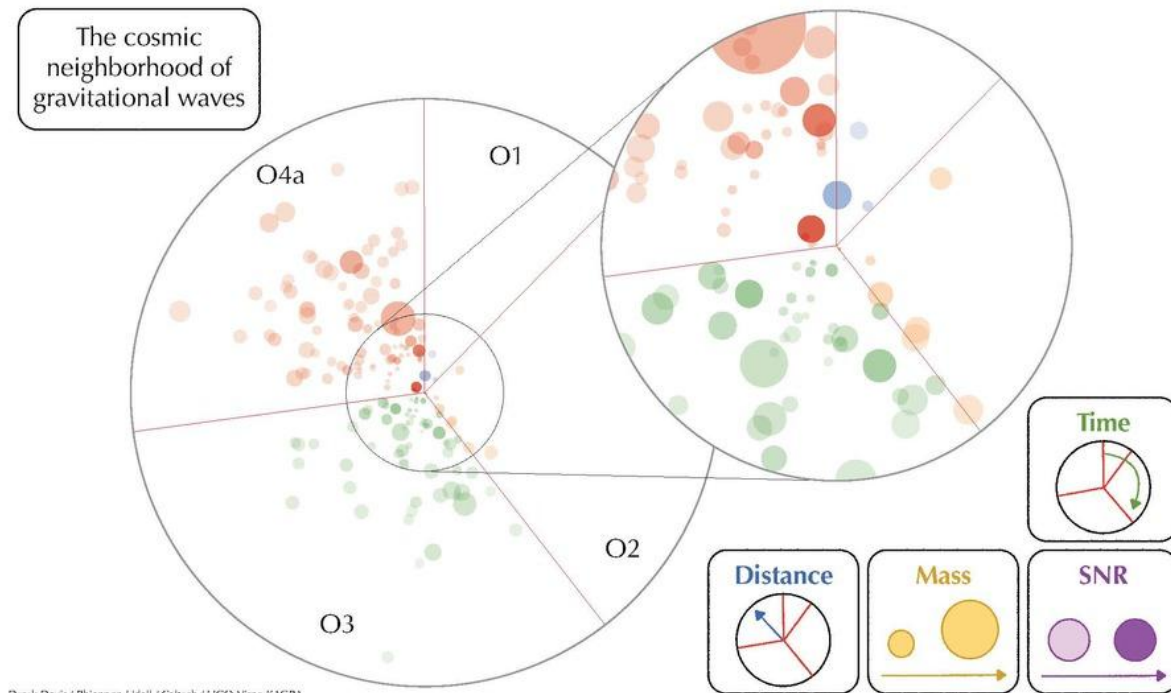 The cosmic
neighborhood of
gravitational waves
O4a
O1
O2
O3
Time
Distance
Mass
SNR